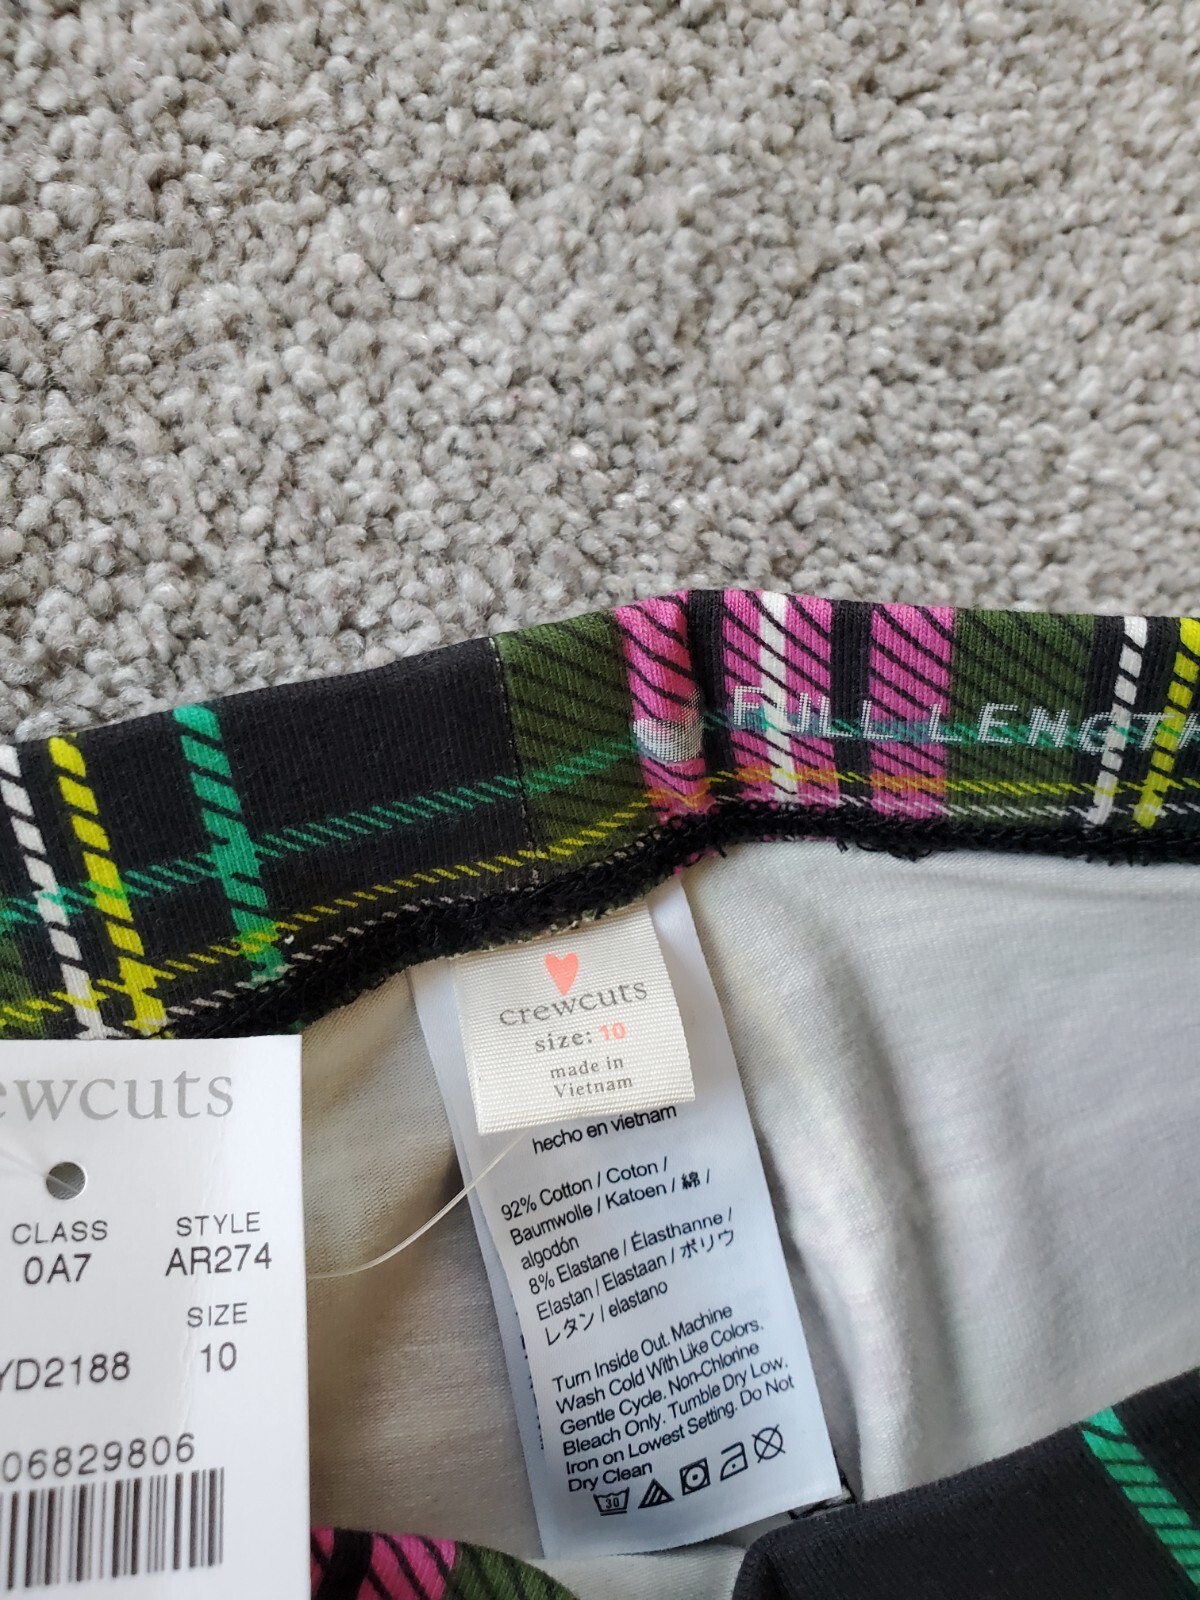 FULL LENGTH
crewcuts
size: 10
made in
Vietnam
hecho en vietnam
92% Cotton / Coton /
Baumwolle / Katoen / 綿 /
algodón
8% Elastane / Élasthanne /
Elastan / Elastaan / ポリウ
レタン / elastano
Turn Inside Out. Machine
Wash Cold With Like Colors.
Gentle Cycle. Non-Chlorine
Bleach Only. Tumble Dry Low.
Iron on Lowest Setting. Do Not
Dry Clean
30
ewcuts
CLASS STYLE
0A7 AR274
SIZE
YD2188 10
06829806